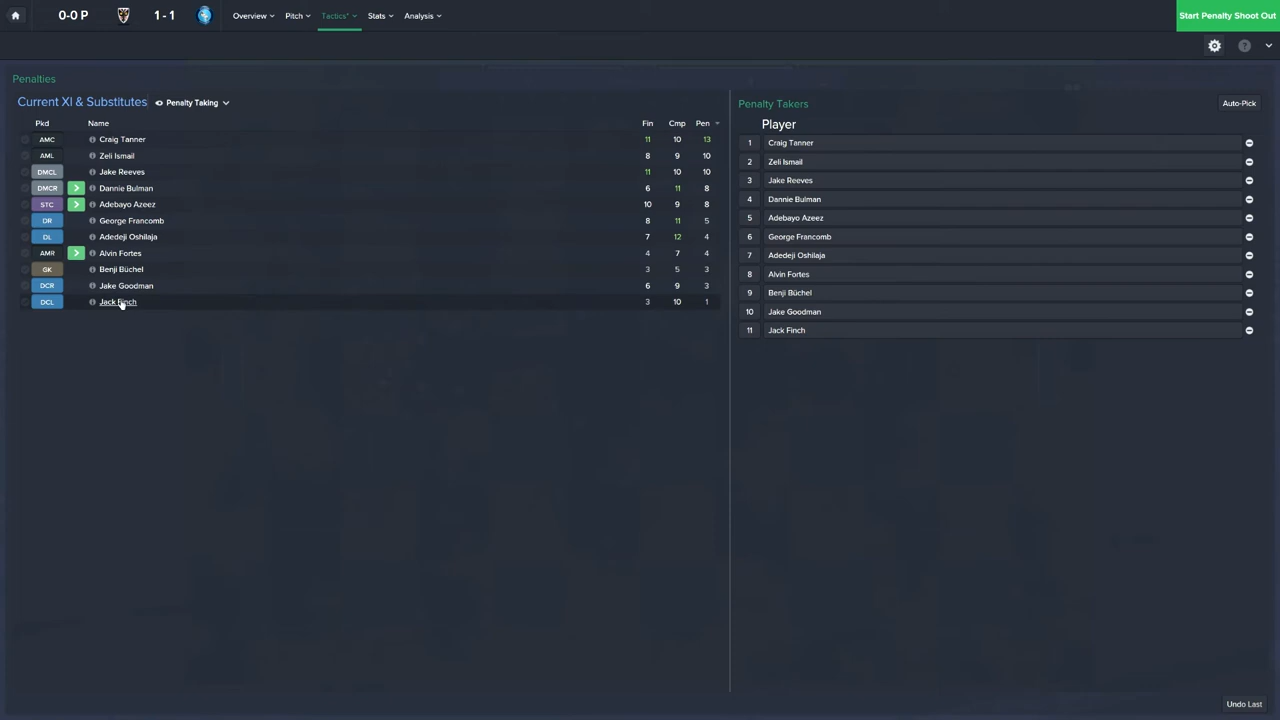 0-0 P 1 - 1 Overview Pitch Tactics* Stats Analysis Start Penalty Shoot Out
Penalties
Current XI & Substitutes Penalty Taking
Penalty Takers Auto-Pick
Pkd Name Fin Cmp Pen
Player
AMC Craig Tanner 11 10 13
AML Zeli Ismail 8 9 10
DMCL Jake Reeves 11 10 10
DMCR Dannie Bulman 6 11 8
STC Adebayo Azeez 10 9 8
DR George Francomb 8 11 5
DL Adedeji Oshilaja 7 12 4
AMR Alvin Fortes 4 7 4
GK Benji Büchel 3 5 3
DCR Jake Goodman 6 9 3
DCL Jack Finch 3 10 1
1 Craig Tanner
2 Zeli Ismail
3 Jake Reeves
4 Dannie Bulman
5 Adebayo Azeez
6 George Francomb
7 Adedeji Oshilaja
8 Alvin Fortes
9 Benji Büchel
10 Jake Goodman
11 Jack Finch
Undo Last